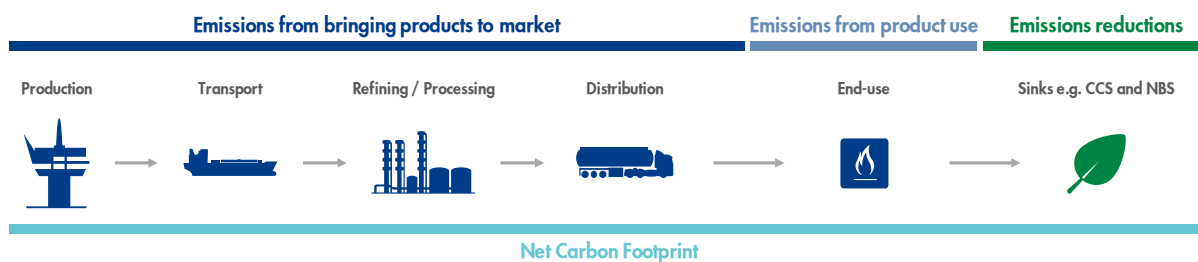 Emissions from bringing products to market
Emissions from product use
Emissions reductions
Production
Transport
Refining / Processing
Distribution
End-use
Sinks e.g. CCS and NBS
Net Carbon Footprint